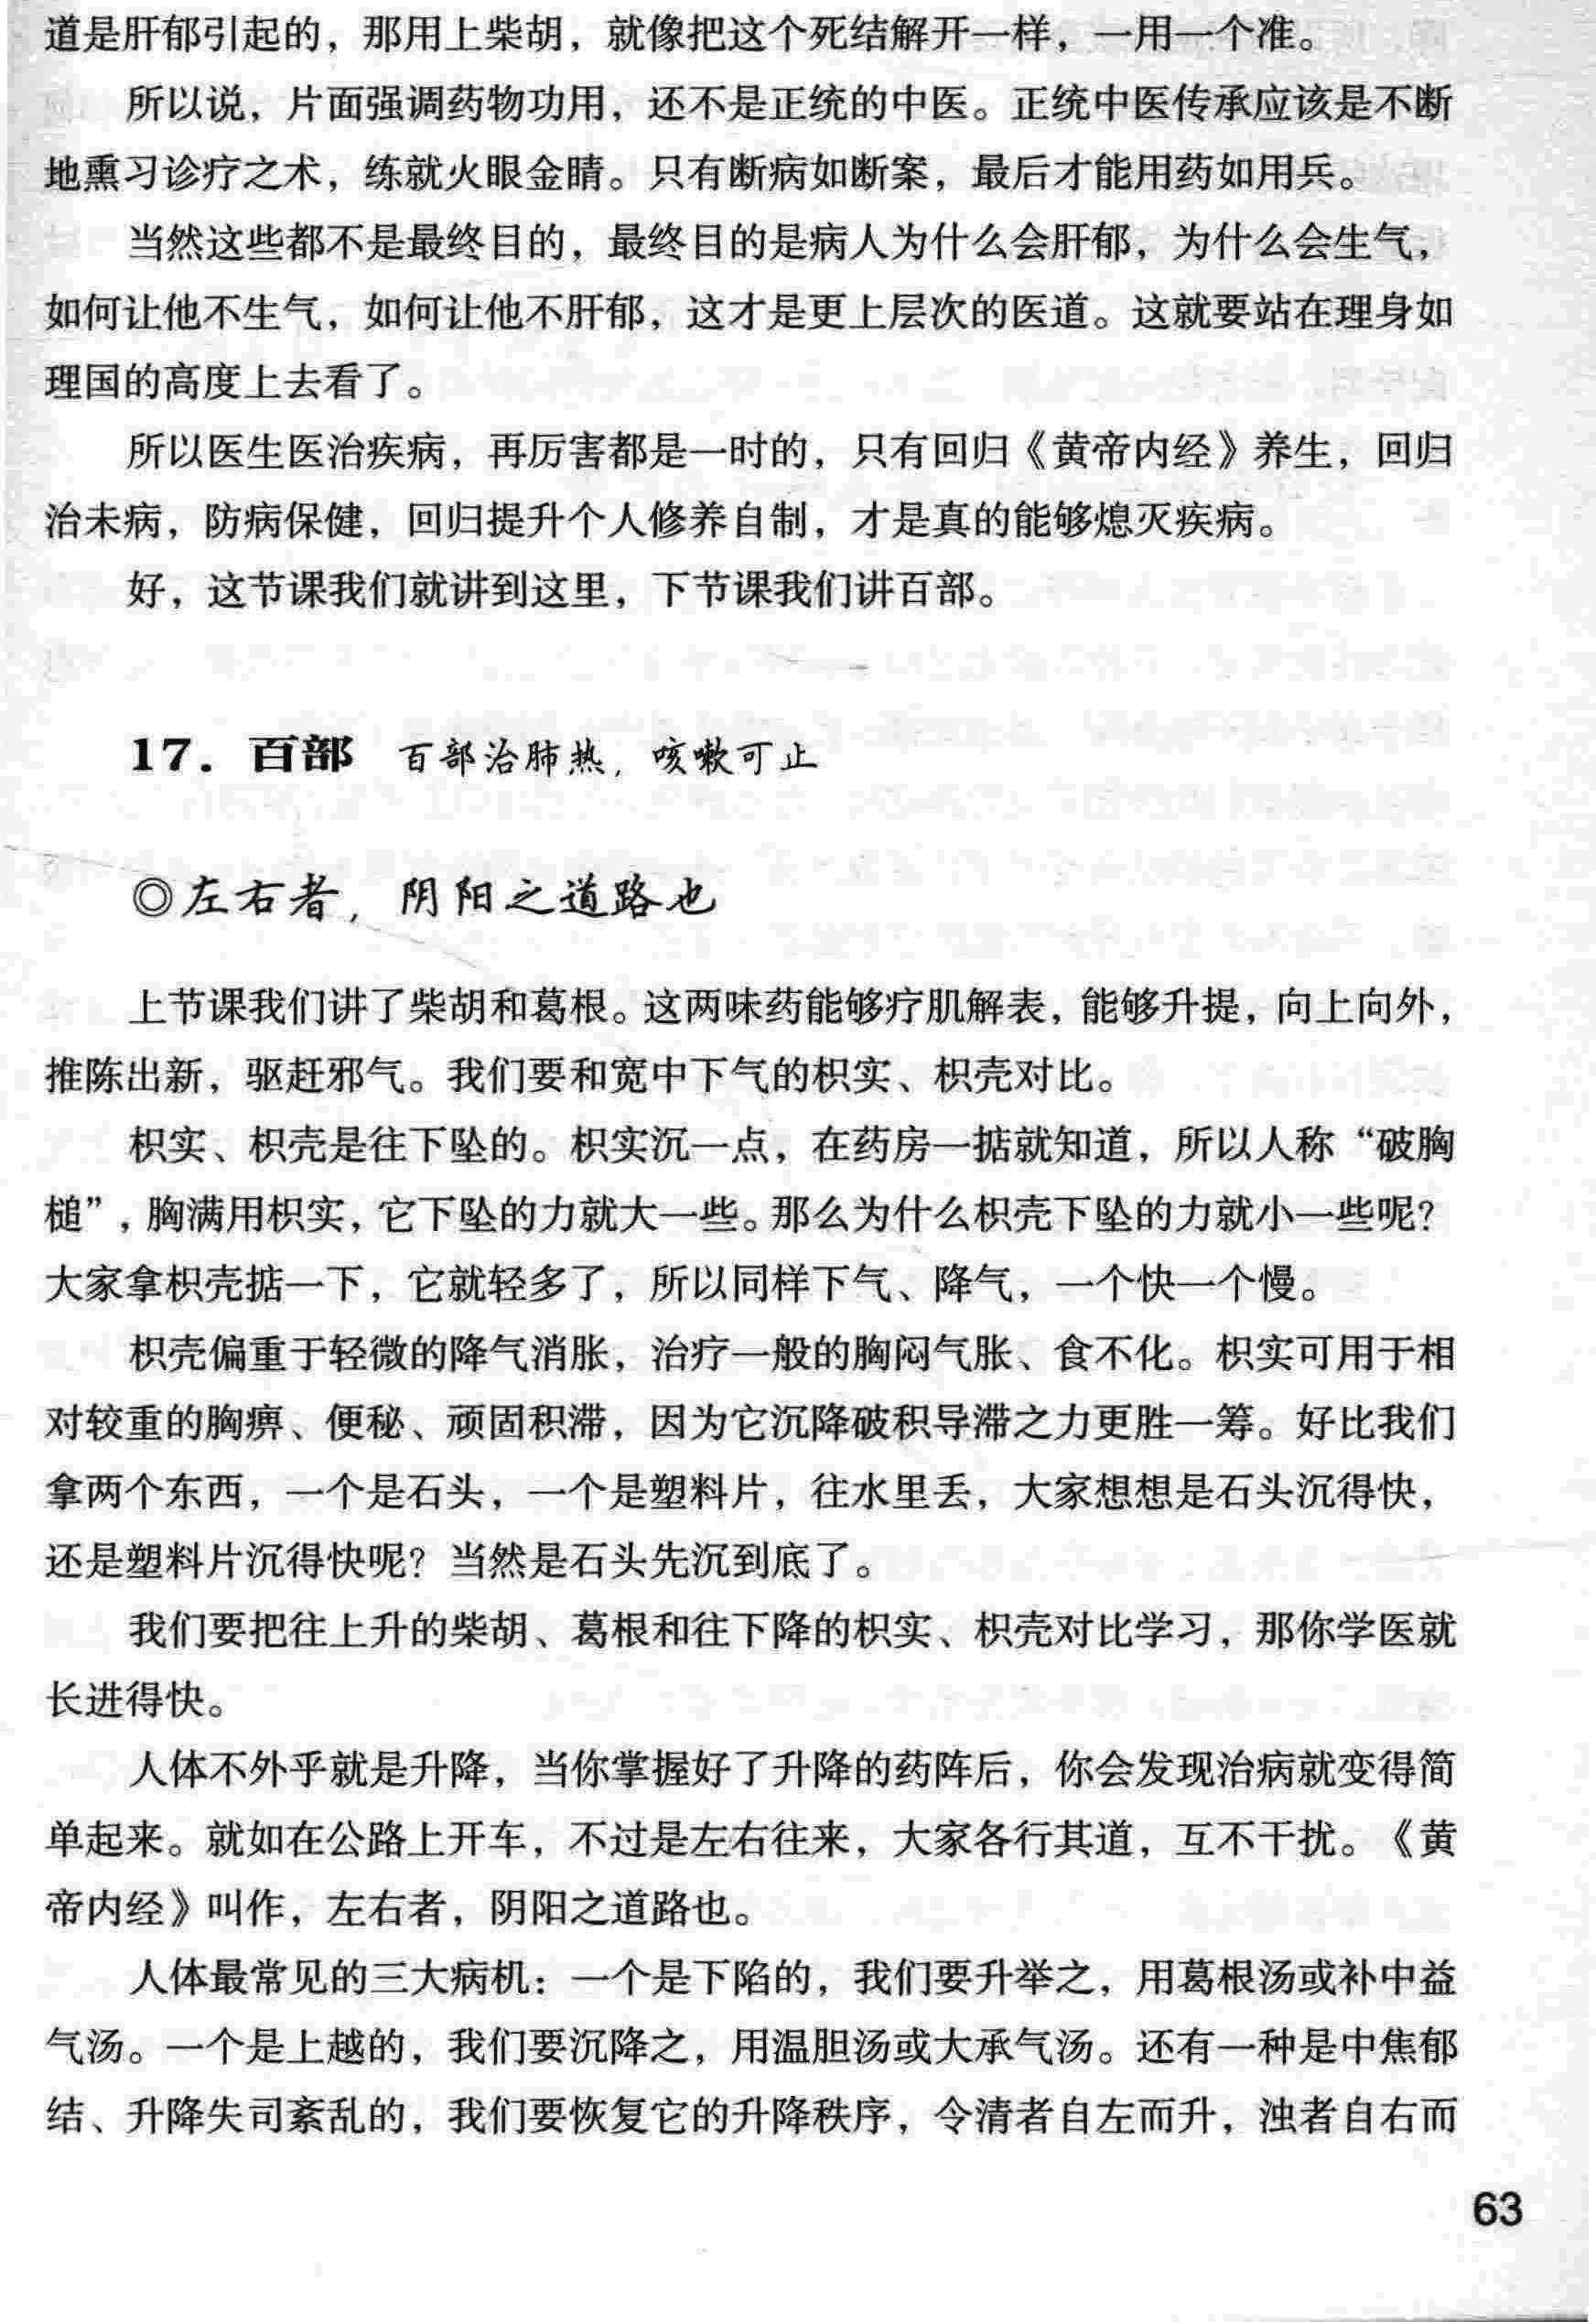 道是肝郁引起的，那用上柴胡，就像把这个死结解开一样，一用一个准。
所以说，片面强调药物功用，还不是正统的中医。正统中医传承应该是不断
地熏习诊疗之术，练就火眼金睛。只有断病如断案，最后才能用药如用兵。
当然这些都不是最终目的，最终目的是病人为什么会肝郁，为什么会生气，
如何让他不生气，如何让他不肝郁，这才是更上层次的医道。这就要站在理身如
理国的高度上去看了。
所以医生医治疾病，再厉害都是一时的，只有回归《黄帝内经》养生，回归
治未病，防病保健，回归提升个人修养自制，才是真的能够熄灭疾病。
好，这节课我们就讲到这里，下节课我们讲百部。
17．百部 百部治肺热，咳嗽可止
◎左右者，阴阳之道路也
上节课我们讲了柴胡和葛根。这两味药能够疗肌解表，能够升提，向上向外，
推陈出新，驱赶邪气。我们要和宽中下气的枳实、枳壳对比。
枳实、枳壳是往下坠的。枳实沉一点，在药房一掂就知道，所以人称“破胸
槌”，胸满用枳实，它下坠的力就大一些。那么为什么枳壳下坠的力就小一些呢？
大家拿枳壳掂一下，它就轻多了，所以同样下气、降气，一个快一个慢。
枳壳偏重于轻微的降气消胀，治疗一般的胸闷气胀、食不化。枳实可用于相
对较重的胸痹、便秘、顽固积滞，因为它沉降破积导滞之力更胜一筹。好比我们
拿两个东西，一个是石头，一个是塑料片，往水里丢，大家想想是石头沉得快，
还是塑料片沉得快呢？当然是石头先沉到底了。
我们要把往上升的柴胡、葛根和往下降的枳实、枳壳对比学习，那你学医就
长进得快。
人体不外乎就是升降，当你掌握好了升降的药阵后，你会发现治病就变得简
单起来。就如在公路上开车，不过是左右往来，大家各行其道，互不干扰。《黄
帝内经》叫作，左右者，阴阳之道路也。
人体最常见的三大病机：一个是下陷的，我们要升举之，用葛根汤或补中益
气汤。一个是上越的，我们要沉降之，用温胆汤或大承气汤。还有一种是中焦郁
结、升降失司紊乱的，我们要恢复它的升降秩序，令清者自左而升，浊者自右而
63